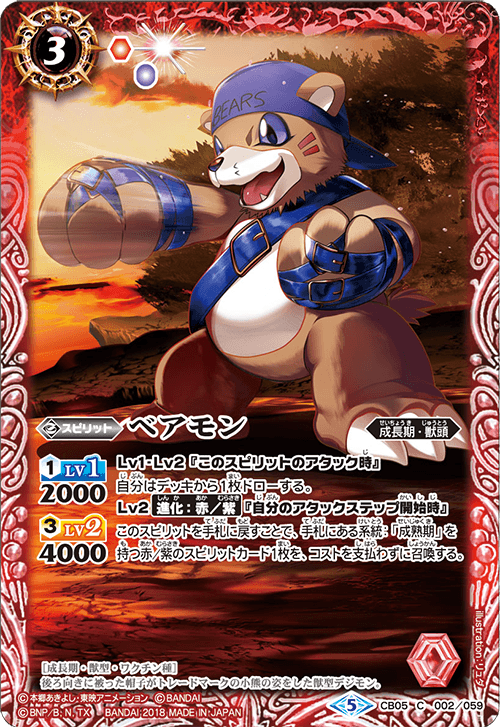 3
BEARS
スピリット ベアモン 成長期・獣頭
1 LV1 2000
Lv1・Lv2『このスピリットのアタック時』
自分はデッキから1枚ドローする。
3 LV2 4000
Lv2 進化：赤／紫『自分のアタックステップ開始時』
このスピリットを手札に戻すことで、手札にある系統：「成熟期」を
持つ赤／紫のスピリットカード1枚を、コストを支払わずに召喚する。
[成長期・獣型・ワクチン種]
後ろ向きに被った帽子がトレードマークの小熊の姿をした獣型デジモン。
©本郷あきよし・東映アニメーション ©BANDAI
©BNP/B, N, TX BANDAI 2018 MADE IN JAPAN
5 CB05 C 002/059